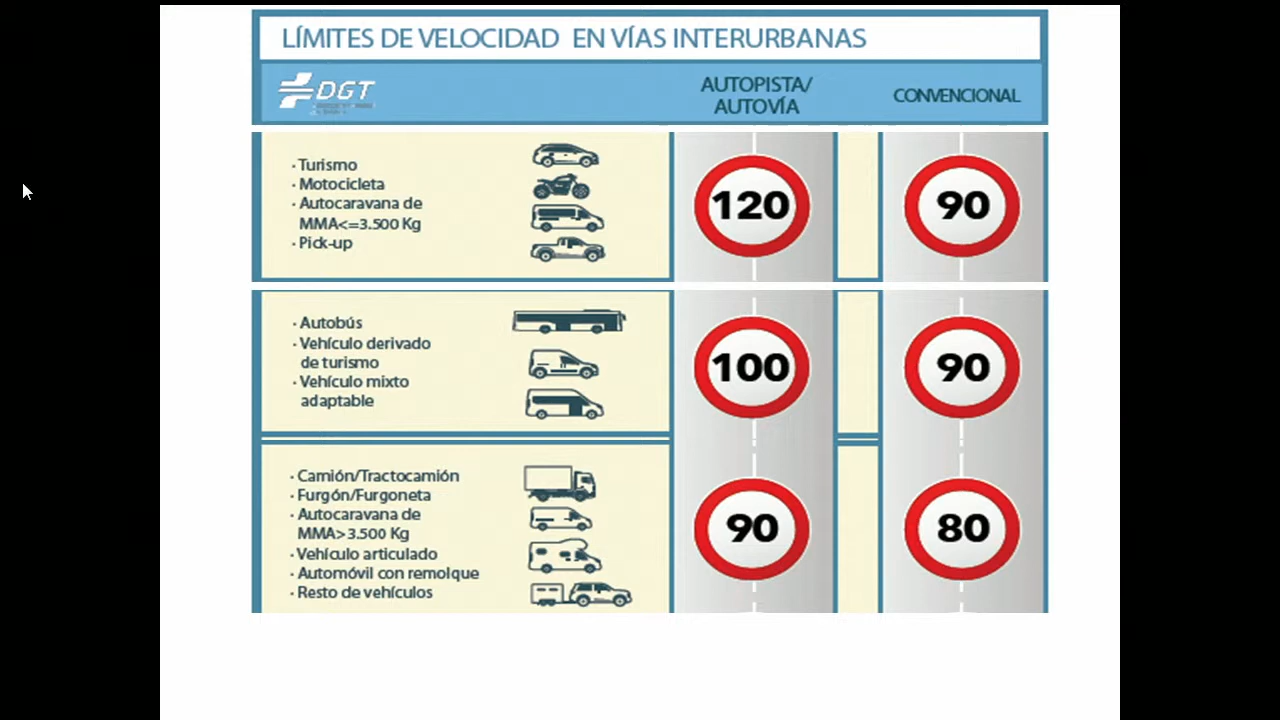 LÍMITES DE VELOCIDAD EN VÍAS INTERURBANAS
DGT
AUTOPISTA/
AUTOVÍA
CONVENCIONAL
· Turismo
· Motocicleta
· Autocaravana de
MMA<=3.500 Kg
· Pick-up
120
90
· Autobús
· Vehículo derivado
de turismo
· Vehículo mixto
adaptable
100
90
· Camión/Tractocamión
· Furgón/Furgoneta
· Autocaravana de
MMA>3.500 Kg
· Vehículo articulado
· Automóvil con remolque
· Resto de vehículos
90
80